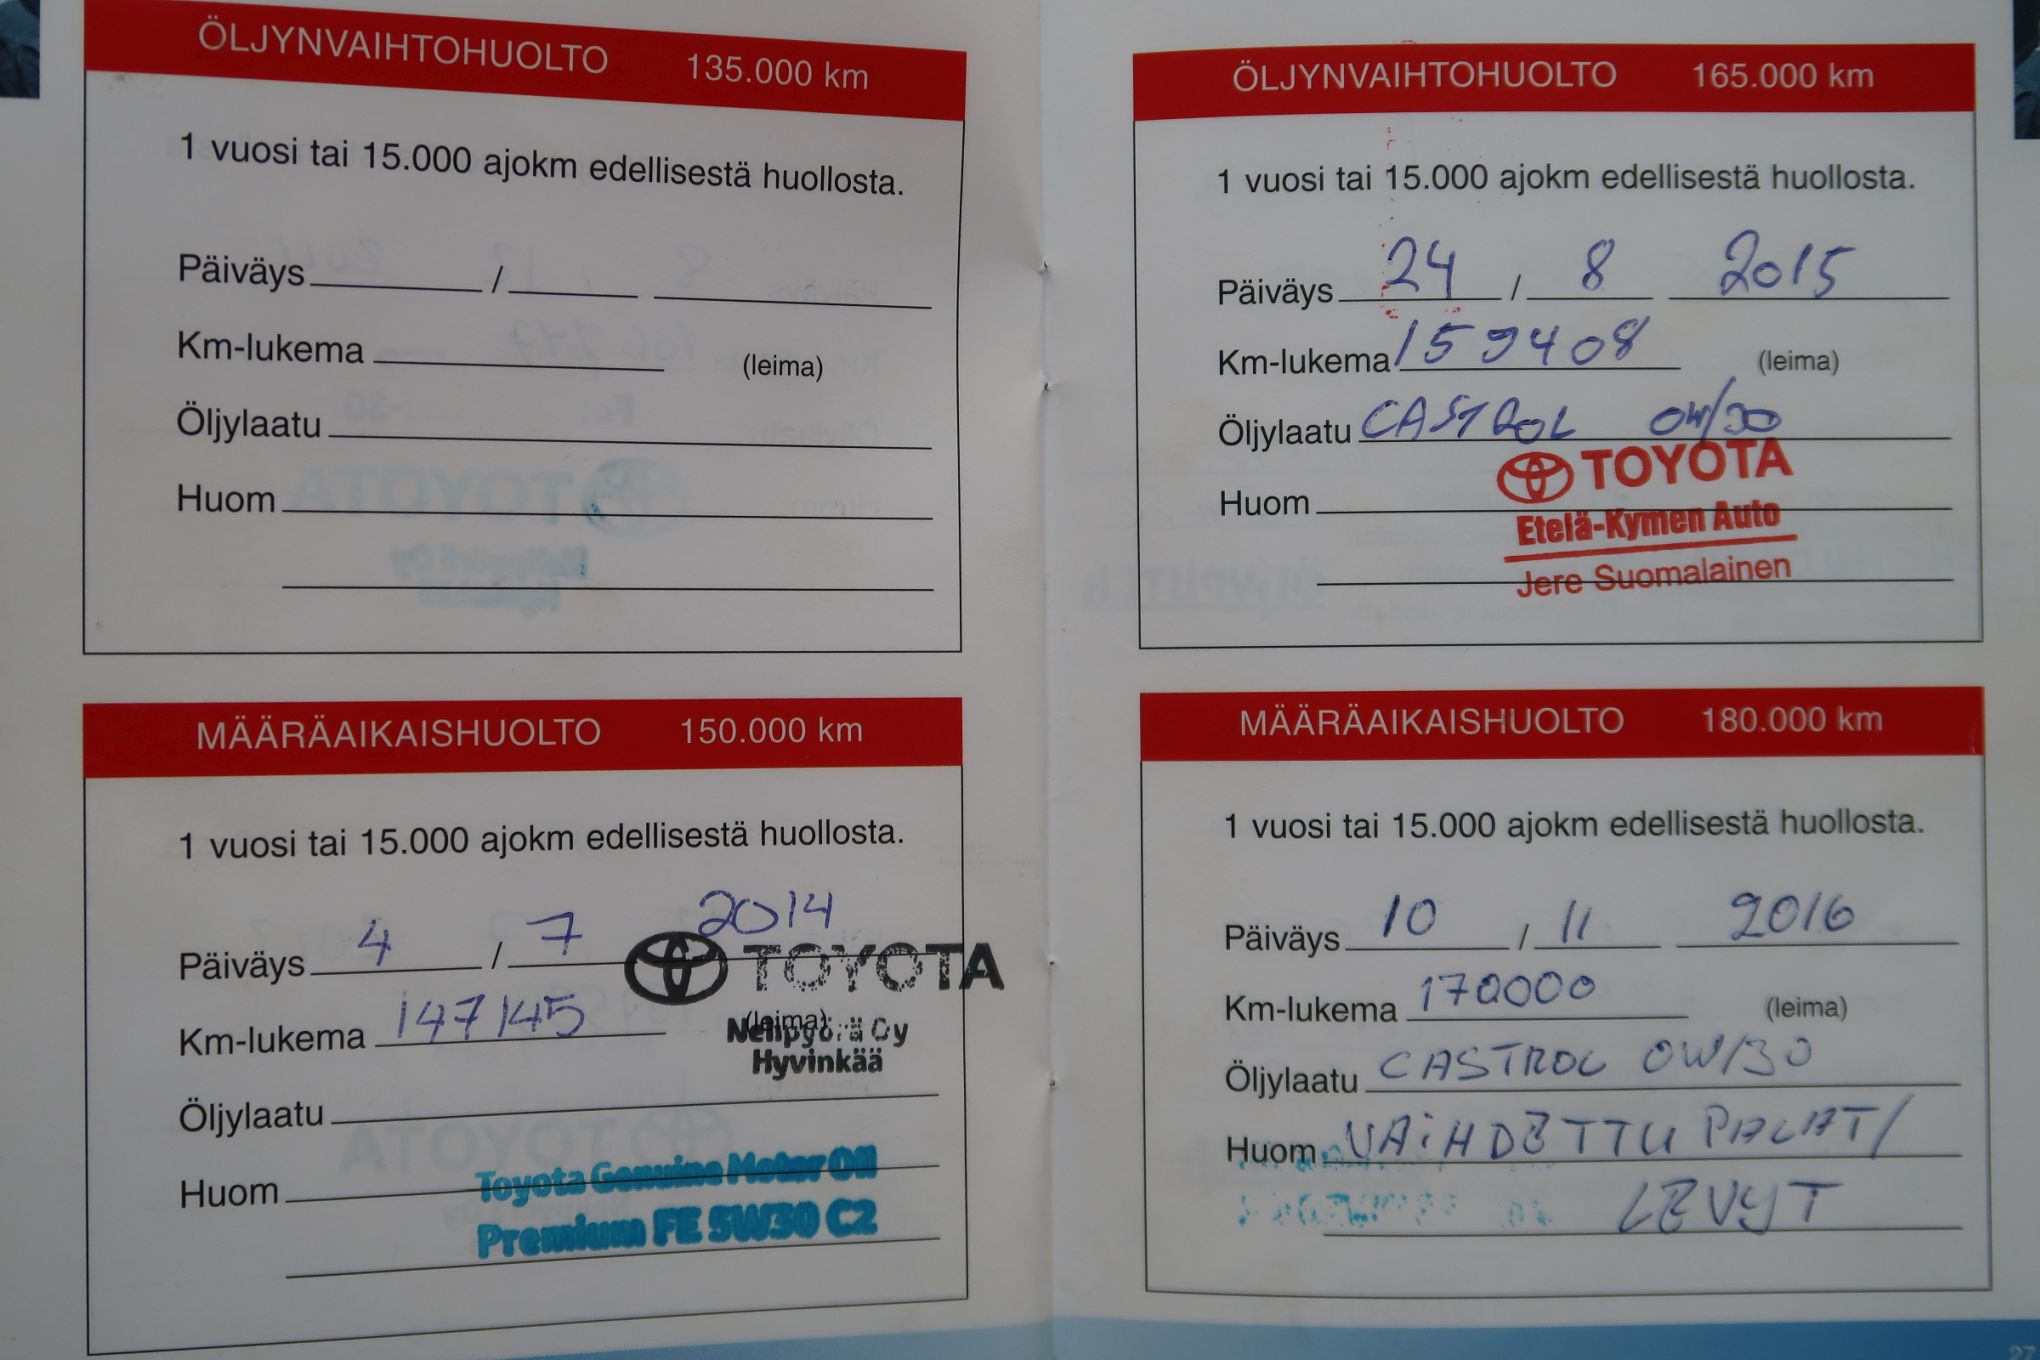 ÖLJYNVAIHTOHUOLTO 135.000 km
1 vuosi tai 15.000 ajokm edellisestä huollosta.
Päiväys / 
Km-lukema (leima)
Öljylaatu
Huom
MÄÄRÄAIKAISHUOLTO 150.000 km
1 vuosi tai 15.000 ajokm edellisestä huollosta.
Päiväys 4 / 7 2014
TOYOTA
Km-lukema 147145 (leima)
Nelipyörä Oy
Hyvinkää
Öljylaatu
Toyota Genuine Motor Oil
Huom
Premium FE 5W30 C2
ÖLJYNVAIHTOHUOLTO 165.000 km
1 vuosi tai 15.000 ajokm edellisestä huollosta.
Päiväys 24 / 8 2015
Km-lukema 159408 (leima)
Öljylaatu CASTROL 0W/30
TOYOTA
Huom
Etelä-Kymen Auto
Jere Suomalainen
MÄÄRÄAIKAISHUOLTO 180.000 km
1 vuosi tai 15.000 ajokm edellisestä huollosta.
Päiväys 10 / 11 2016
Km-lukema 170000 (leima)
Öljylaatu CASTROL 0W/30
Huom VAIHDETTU PALAT/
LEVYT
27